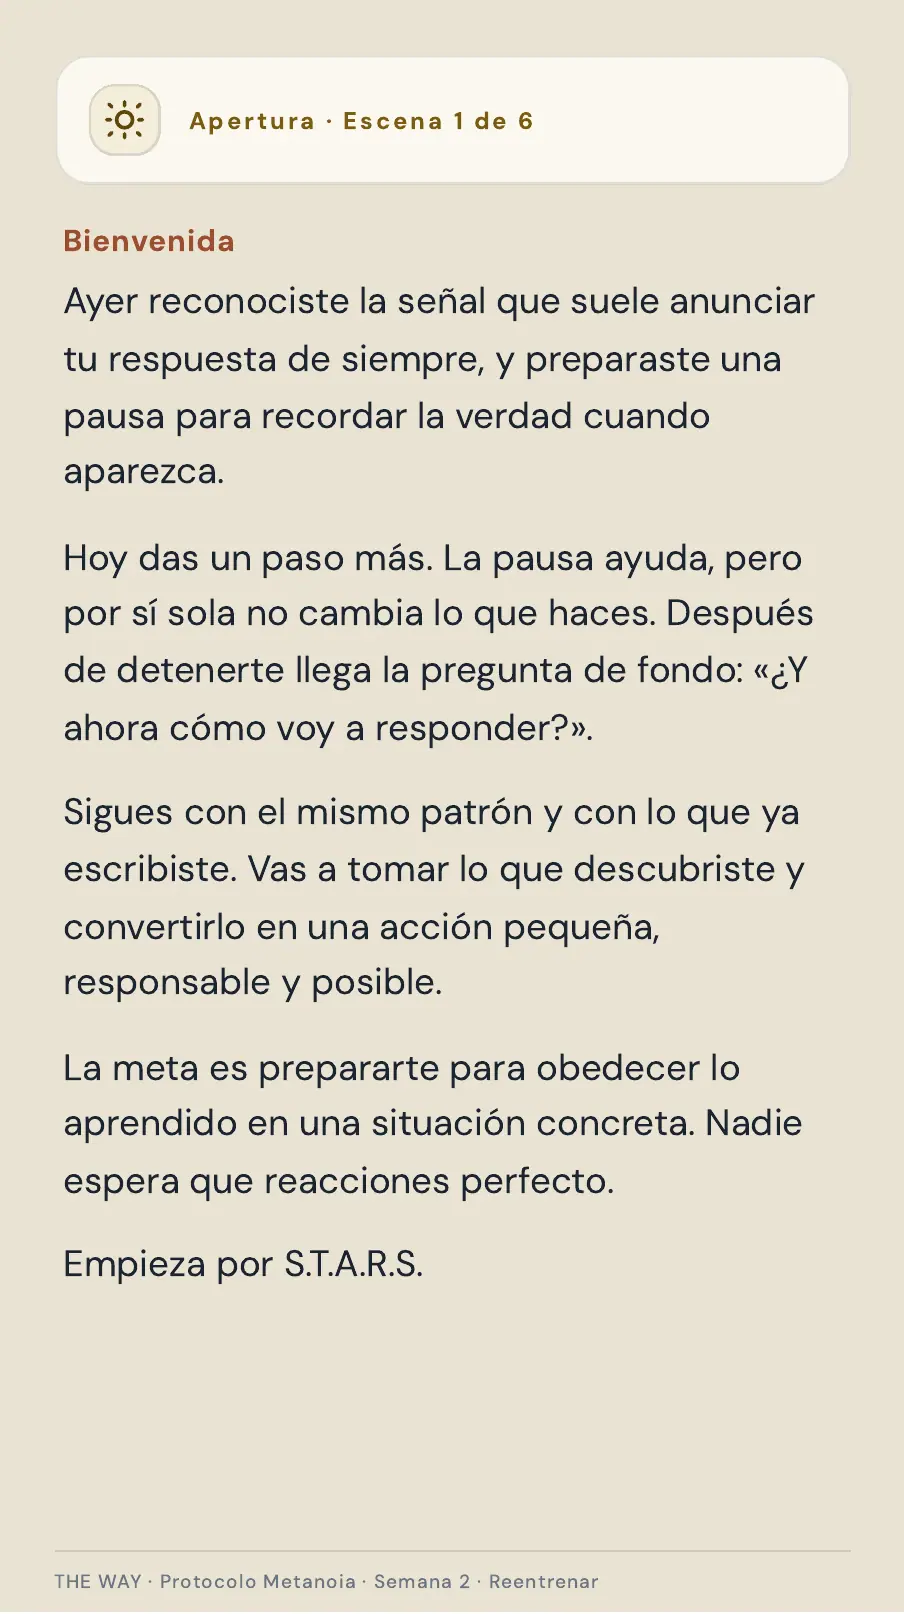 Apertura · Escena 1 de 6
Bienvenida
Ayer reconociste la señal que suele anunciar
tu respuesta de siempre, y preparaste una
pausa para recordar la verdad cuando
aparezca.
Hoy das un paso más. La pausa ayuda, pero
por sí sola no cambia lo que haces. Después
de detenerte llega la pregunta de fondo: «¿Y
ahora cómo voy a responder?».
Sigues con el mismo patrón y con lo que ya
escribiste. Vas a tomar lo que descubriste y
convertirlo en una acción pequeña,
responsable y posible.
La meta es prepararte para obedecer lo
aprendido en una situación concreta. Nadie
espera que reacciones perfecto.
Empieza por S.T.A.R.S.
THE WAY · Protocolo Metanoia · Semana 2 · Reentrenar